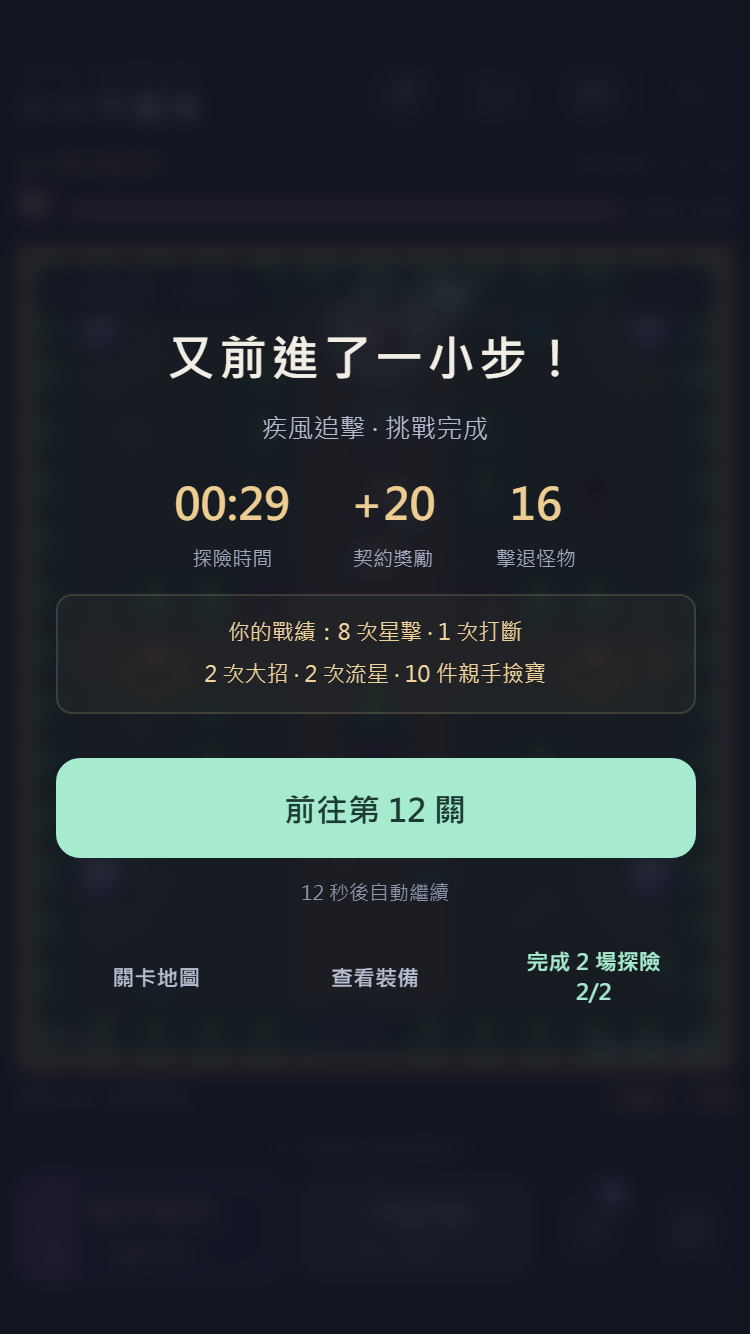 又前進了一小步！
疾風追擊 · 挑戰完成
00:29 +20 16
探險時間 契約獎勵 擊退怪物
你的戰績：8 次星擊 · 1 次打斷
2 次大招 · 2 次流星 · 10 件親手撿寶
前往第 12 關
12 秒後自動繼續
關卡地圖 查看裝備 完成 2 場探險
2/2